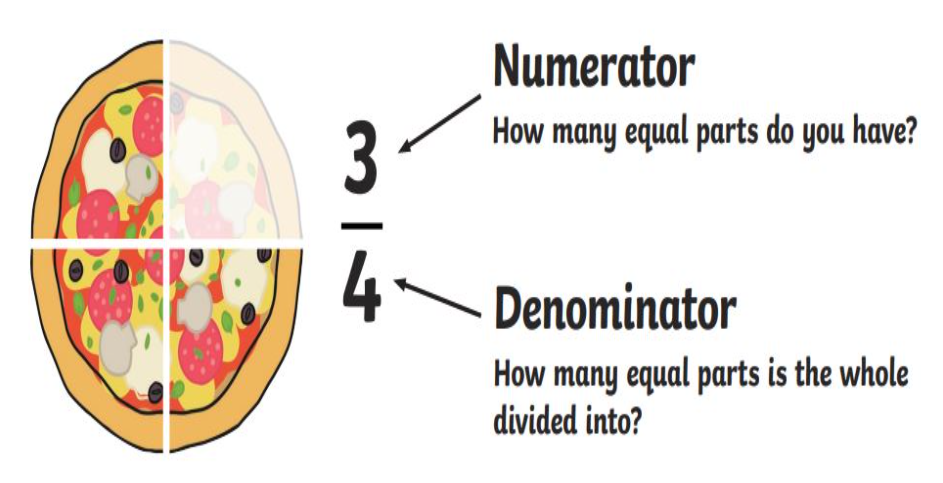 Numerator
How many equal parts do you have?
3
4
Denominator
How many equal parts is the whole
divided into?